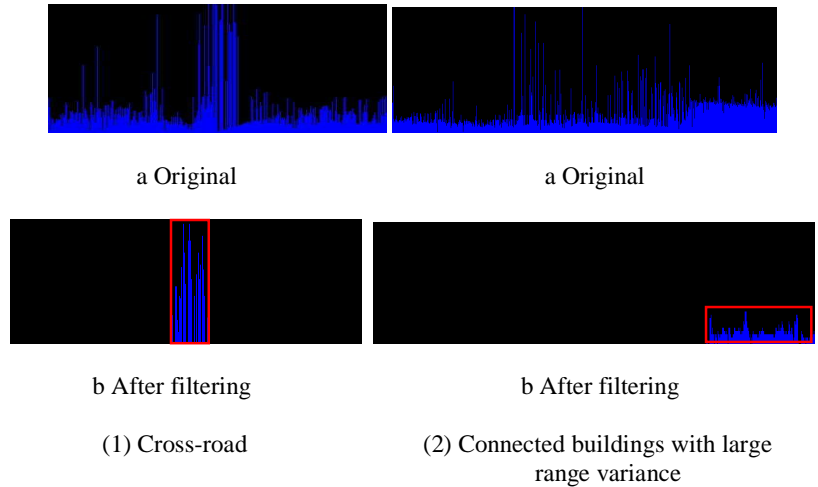 a Original
a Original
b After filtering
b After filtering
(1) Cross-road
(2) Connected buildings with large
range variance